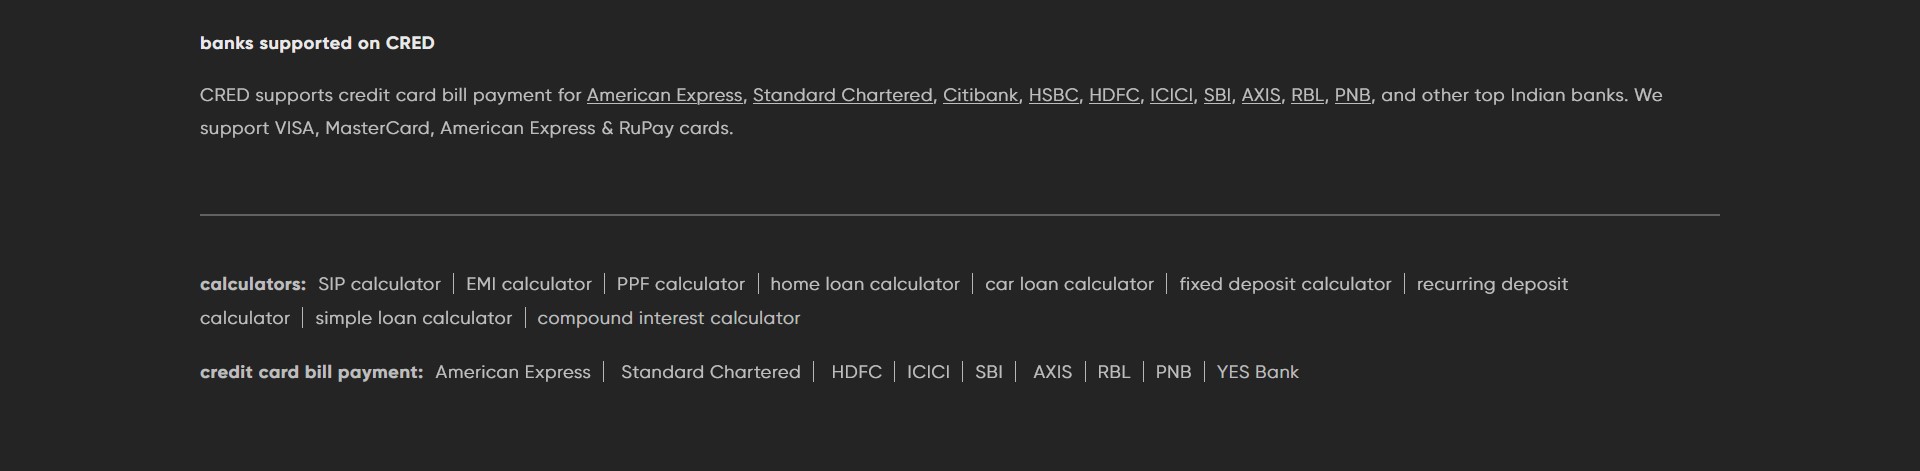 banks supported on CRED
CRED supports credit card bill payment for American Express, Standard Chartered, Citibank, HSBC, HDFC, ICICI, SBI, AXIS, RBL, PNB, and other top Indian banks. We
support VISA, MasterCard, American Express & RuPay cards.
calculators: SIP calculator | EMI calculator | PPF calculator | home loan calculator | car loan calculator | fixed deposit calculator | recurring deposit
calculator | simple loan calculator | compound interest calculator
credit card bill payment: American Express | Standard Chartered | HDFC | ICICI | SBI | AXIS | RBL | PNB | YES Bank